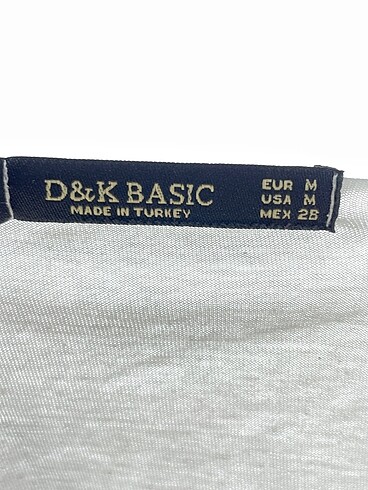 D&K BASIC
MADE IN TURKEY
EUR M
USA M
MEX 28